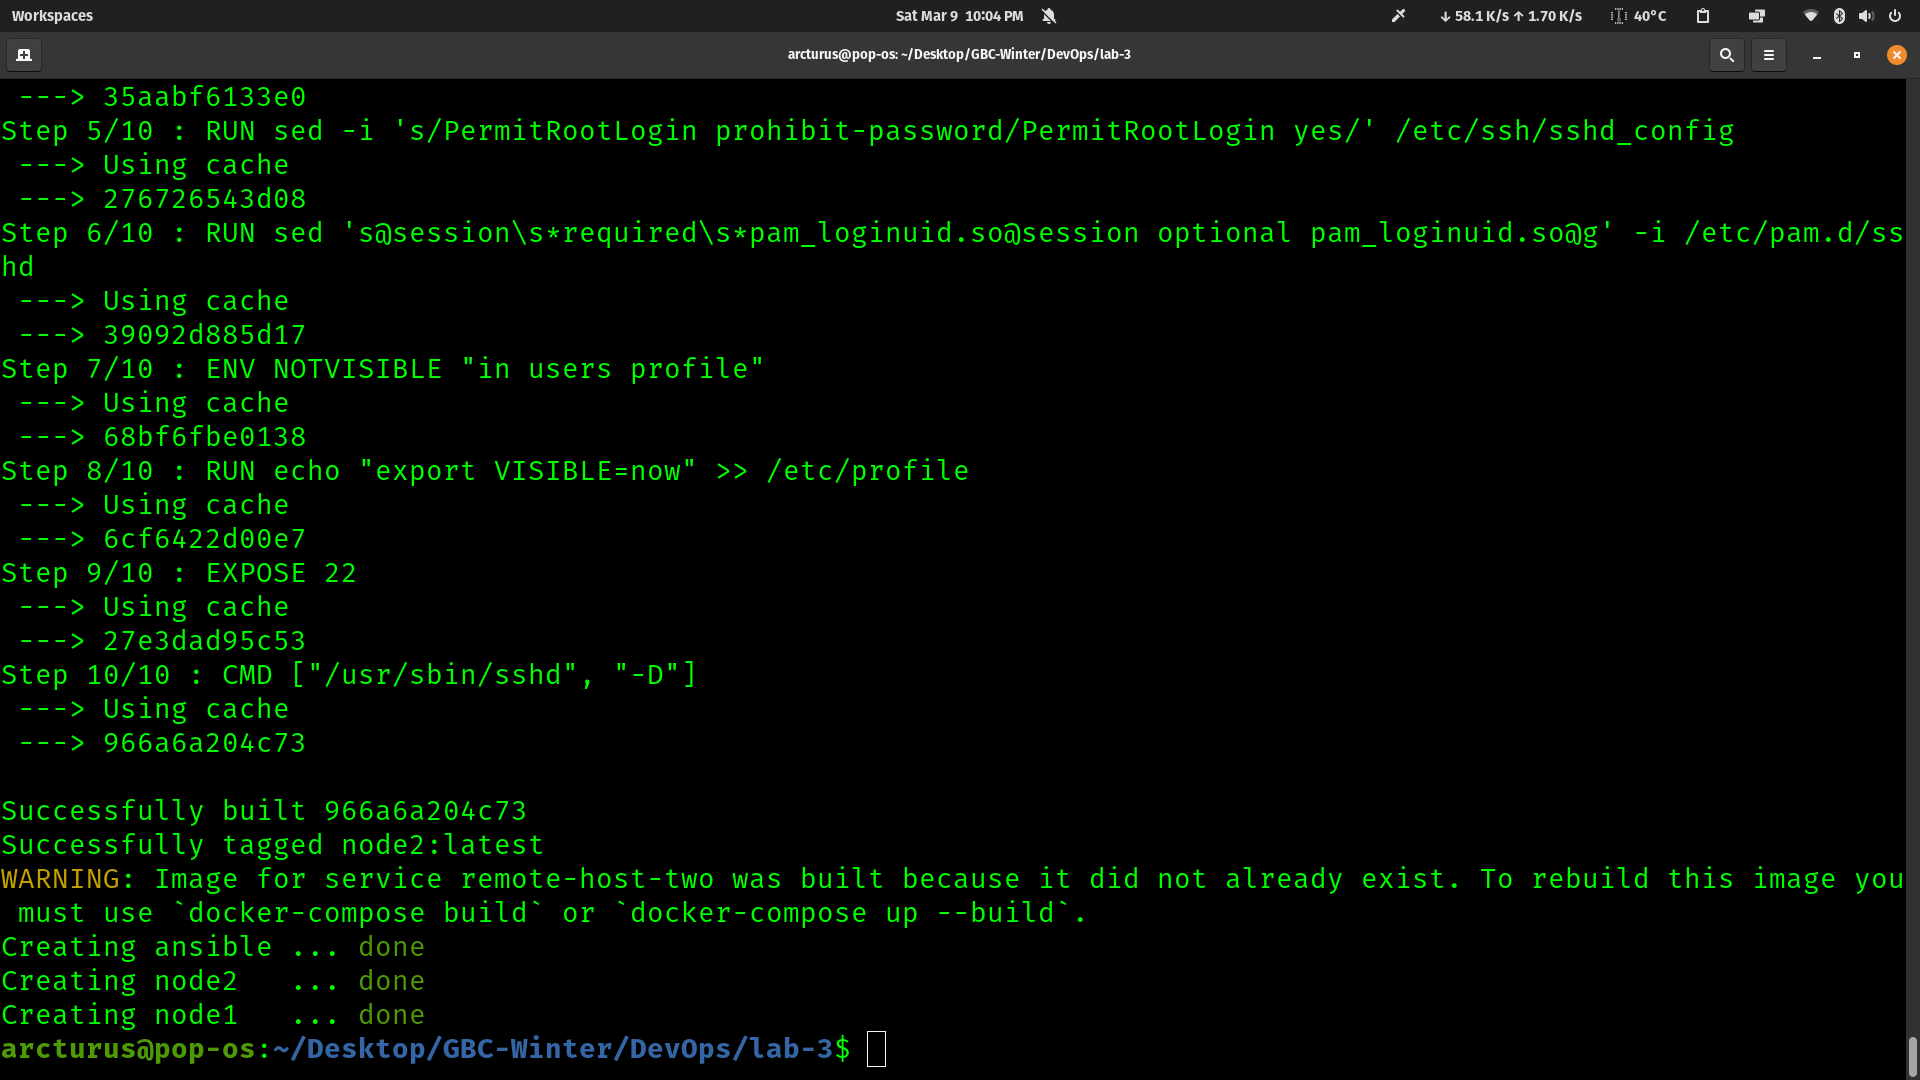 Workspaces
Sat Mar 9 10:04 PM
↓ 58.1 K/s ↑ 1.70 K/s
40°C
arcturus@pop-os: ~/Desktop/GBC-Winter/DevOps/lab-3
 ---> 35aabf6133e0
Step 5/10 : RUN sed -i 's/PermitRootLogin prohibit-password/PermitRootLogin yes/' /etc/ssh/sshd_config
 ---> Using cache
 ---> 276726543d08
Step 6/10 : RUN sed 's@session\s*required\s*pam_loginuid.so@session optional pam_loginuid.so@g' -i /etc/pam.d/ss
hd
 ---> Using cache
 ---> 39092d885d17
Step 7/10 : ENV NOTVISIBLE "in users profile"
 ---> Using cache
 ---> 68bf6fbe0138
Step 8/10 : RUN echo "export VISIBLE=now" >> /etc/profile
 ---> Using cache
 ---> 6cf6422d00e7
Step 9/10 : EXPOSE 22
 ---> Using cache
 ---> 27e3dad95c53
Step 10/10 : CMD ["/usr/sbin/sshd", "-D"]
 ---> Using cache
 ---> 966a6a204c73
Successfully built 966a6a204c73
Successfully tagged node2:latest
WARNING: Image for service remote-host-two was built because it did not already exist. To rebuild this image you
 must use `docker-compose build` or `docker-compose up --build`.
Creating ansible ... done
Creating node2   ... done
Creating node1   ... done
arcturus@pop-os:~/Desktop/GBC-Winter/DevOps/lab-3$